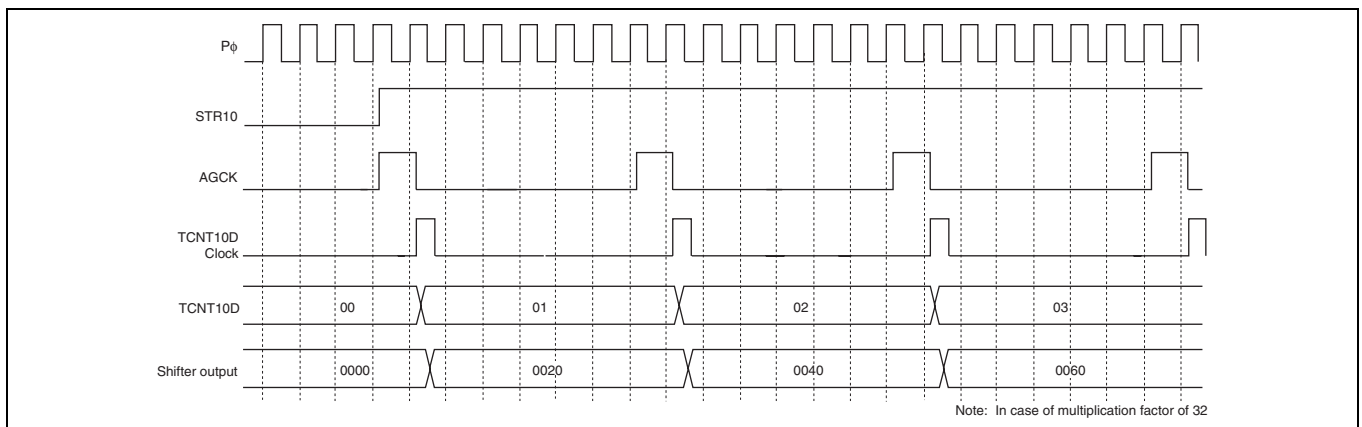 Pϕ
STR10
AGCK
TCNT10D
Clock
TCNT10D
00
01
02
03
Shifter output
0000
0020
0040
0060
Note: In case of multiplication factor of 32